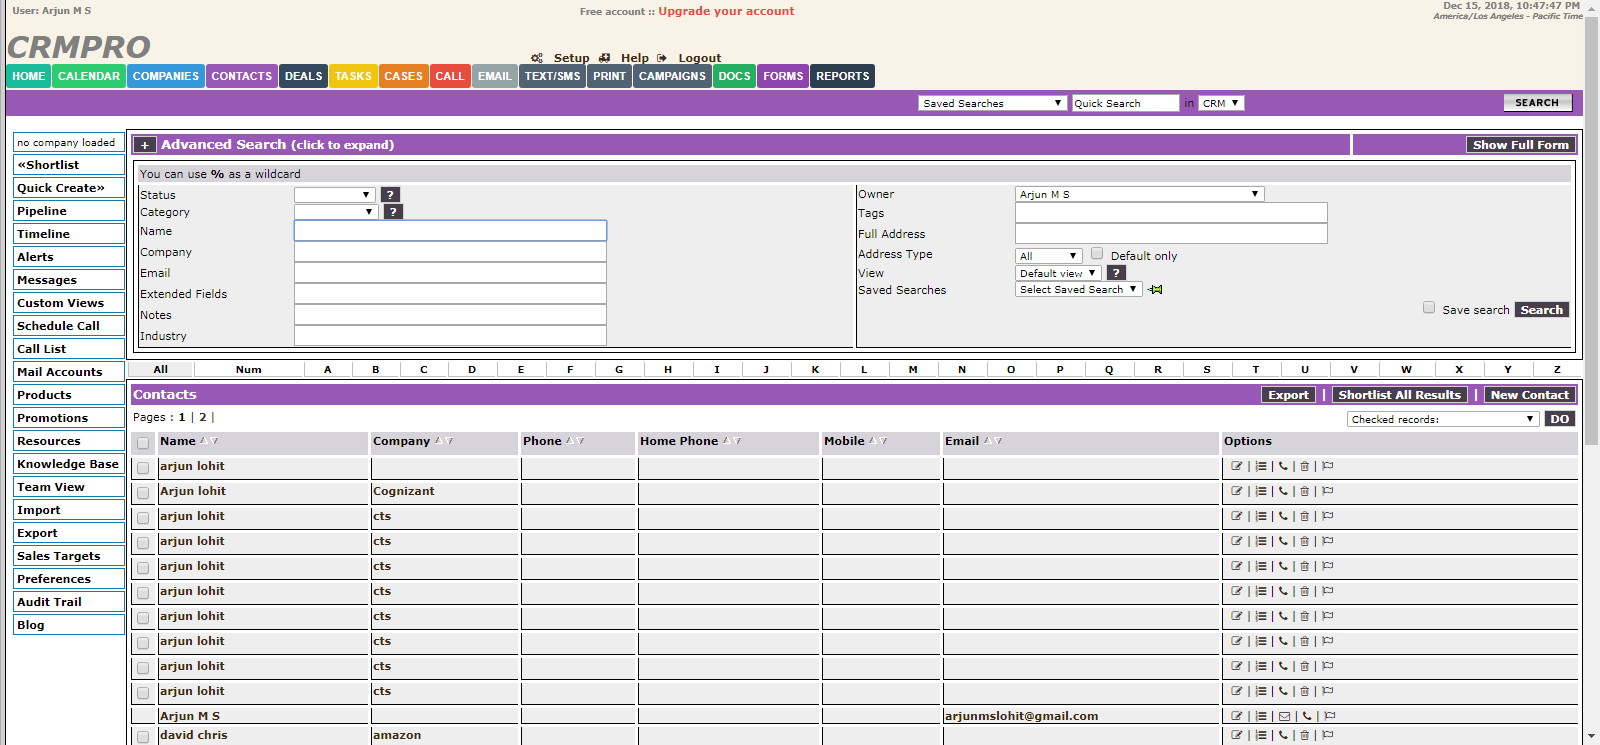 User: Arjun M S
Free account :: Upgrade your account
Dec 15, 2018, 10:47:47 PM
America/Los Angeles - Pacific Time
CRMPRO
Setup Help Logout
HOME CALENDAR COMPANIES CONTACTS DEALS TASKS CASES CALL EMAIL TEXT/SMS PRINT CAMPAIGNS DOCS FORMS REPORTS
Saved Searches Quick Search in CRM SEARCH
no company loaded
«Shortlist
Quick Create»
Pipeline
Timeline
Alerts
Messages
Custom Views
Schedule Call
Call List
Mail Accounts
Products
Promotions
Resources
Knowledge Base
Team View
Import
Export
Sales Targets
Preferences
Audit Trail
Blog
+ Advanced Search (click to expand) Show Full Form
You can use % as a wildcard
Status ?
Category ?
Name
Company
Email
Extended Fields
Notes
Industry
Owner Arjun M S
Tags
Full Address
Address Type All Default only
View Default view ?
Saved Searches Select Saved Search
Save search Search
All Num A B C D E F G H I J K L M N O P Q R S T U V W X Y Z
Contacts Export | Shortlist All Results | New Contact
Pages : 1 | 2 |
Checked records: DO
Name Company Phone Home Phone Mobile Email Options
arjun lohit
Arjun lohit Cognizant
arjun lohit cts
arjun lohit cts
arjun lohit cts
arjun lohit cts
arjun lohit cts
arjun lohit cts
arjun lohit cts
arjun lohit cts
Arjun M S arjunmslohit@gmail.com
david chris amazon